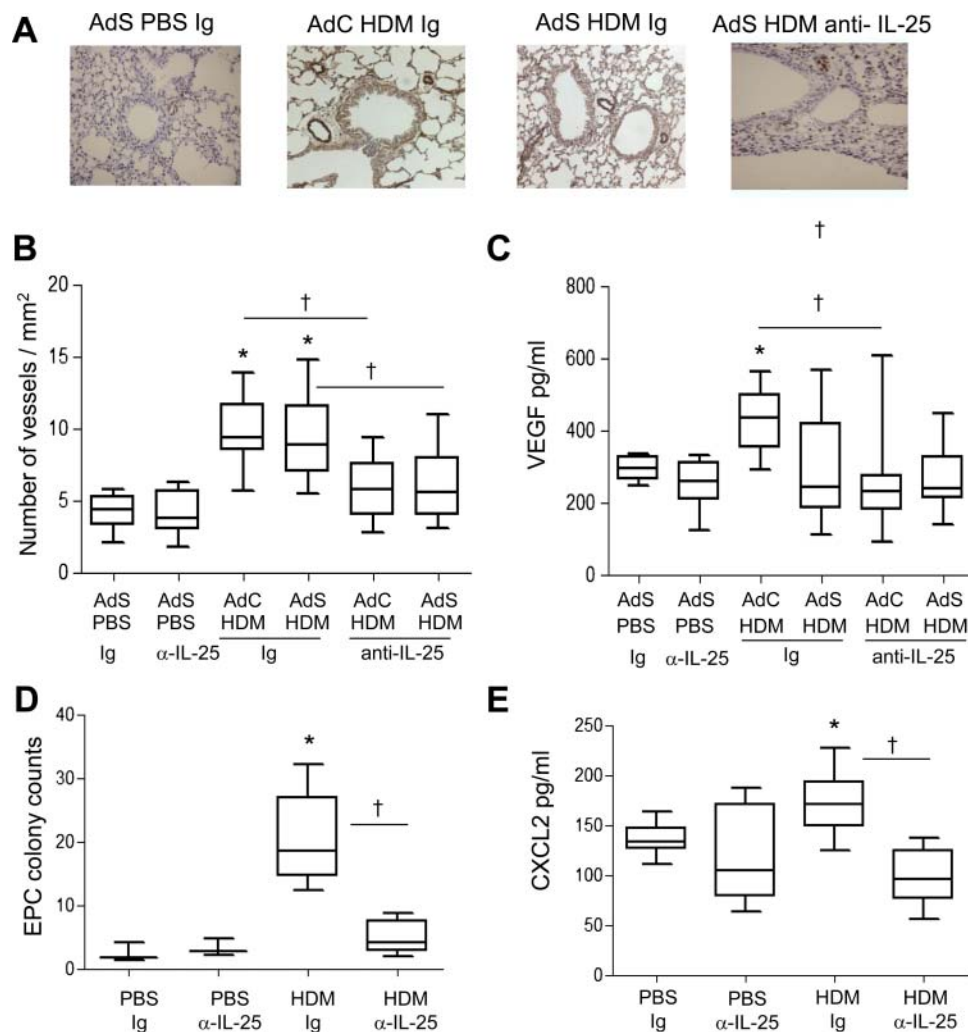 A
AdS PBS Ig
AdC HDM Ig
AdS HDM Ig
AdS HDM anti- IL-25
B
Number of vessels / mm²
20
15
10
5
0
†
* *
†
AdS AdS AdC AdS AdC AdS
PBS PBS HDM HDM HDM HDM
Ig α-IL-25 Ig anti-IL-25
C
VEGF pg/ml
800
600
400
200
0
†
†
*
AdS AdS AdC AdS AdC AdS
PBS PBS HDM HDM HDM HDM
Ig α-IL-25 Ig anti-IL-25
D
EPC colony counts
40
30
20
10
0
*
†
PBS PBS HDM HDM
Ig α-IL-25 Ig α-IL-25
E
CXCL2 pg/ml
250
200
150
100
50
0
*
†
PBS PBS HDM HDM
Ig α-IL-25 Ig α-IL-25